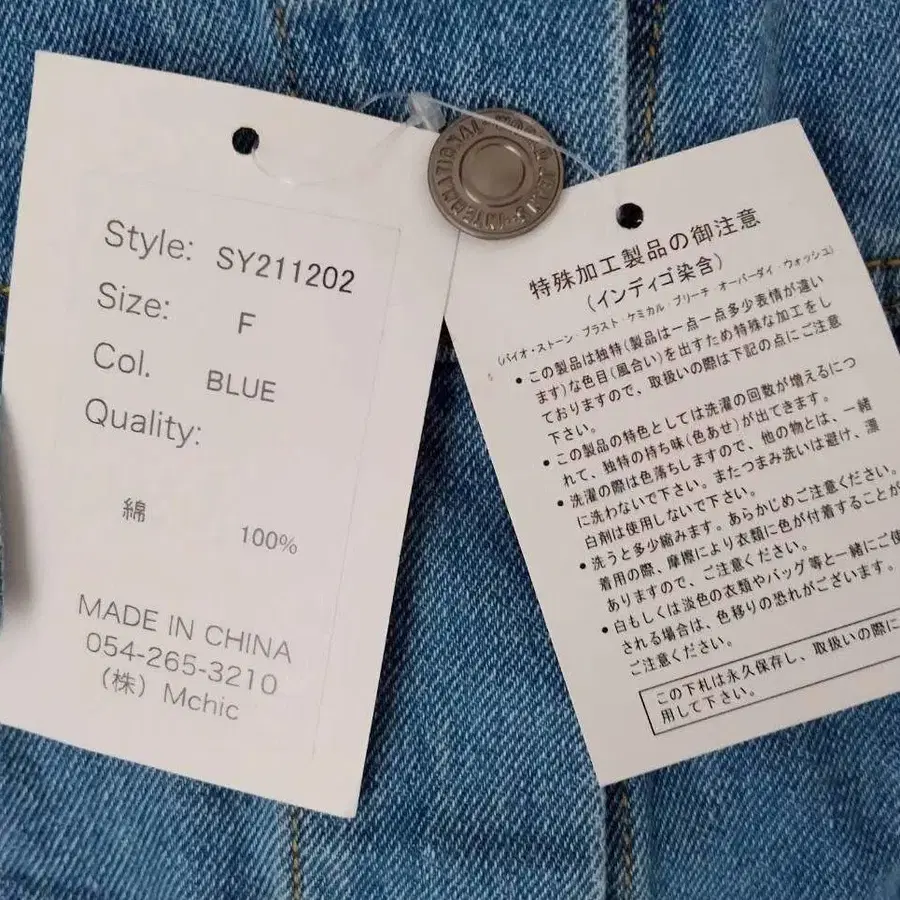 Style: SY211202
Size: F
Col. BLUE
Quality:
綿 100%
MADE IN CHINA
054-265-3210
(株) Mchic
INTERNATIONAL
特殊加工製品の御注意
(インディゴ染含)
(バイオ・ストーン・ブラスト・ケミカル・ブリーチ オーバーダイ・ウォッシュ)
●この製品は独特(製品は一点一点多少表情が違い
ます)な色目(風合い)を出すため特殊な加工をし
ておりますので、取扱いの際は下記の点にご注意
下さい。
●この製品の特色としては洗濯の回数が増えるにつ
れて、独特の持ち味(色あせ)が出てきます。
●洗濯の際は色落ちしますので、他の物とは、一緒
に洗わないで下さい。またつまみ洗いは避け、漂
白剤は使用しないで下さい。
●洗うと多少縮みます。あらかじめご注意ください。
着用の際、摩擦により衣類に色が付着することが
ありますので、ご注意ください。
●白もしくは淡色の衣類やバッグ等と一緒にご使
される場合は、色移りの恐れがございます。
ご注意ください。
この下札は永久保存し、取扱いの際に
用して下さい。